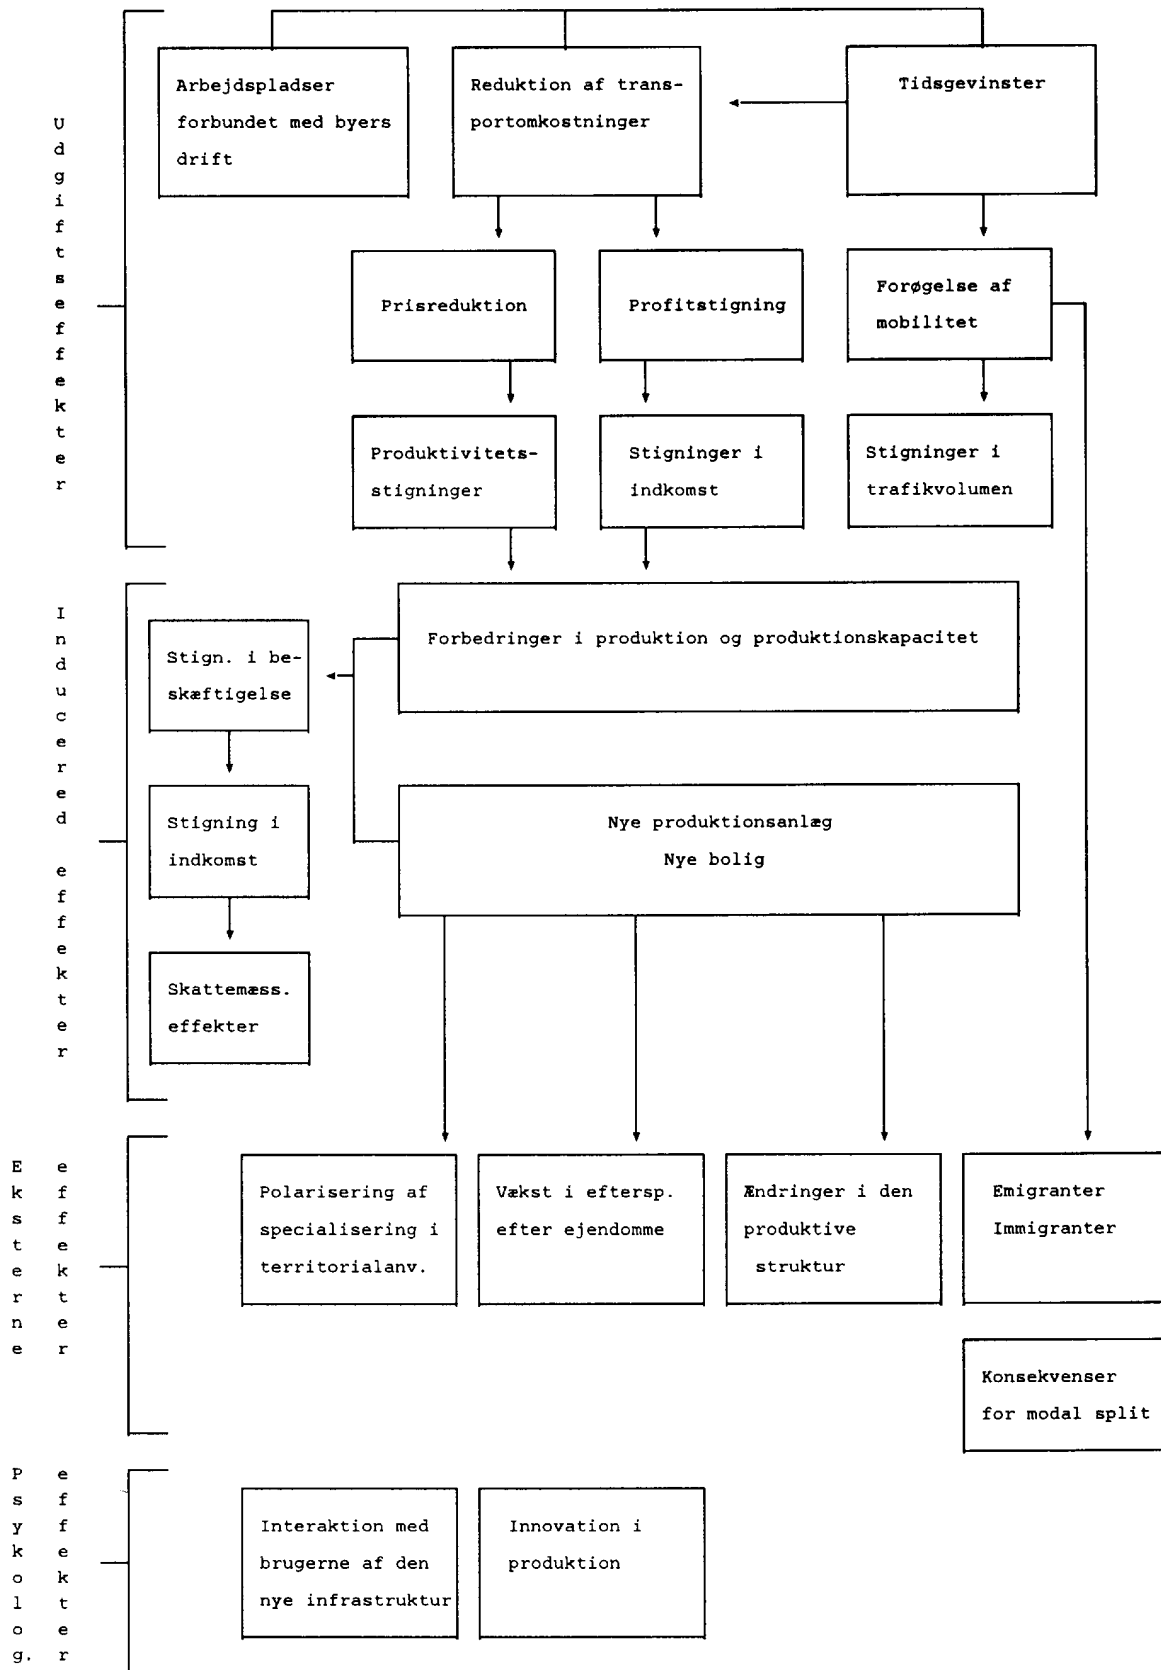 Udgiftseffekter
Arbejdspladser
forbundet med byers
drift
Reduktion af trans-
portomkostninger
Tidsgevinster
Prisreduktion
Profitstigning
Forøgelse af
mobilitet
Produktivitets-
stigninger
Stigninger i
indkomst
Stigninger i
trafikvolumen
Inducered effekter
Forbedringer i produktion og produktionskapacitet
Stign. i be-
skæftigelse
Nye produktionsanlæg
Nye bolig
Stigning i
indkomst
Skattemæss.
effekter
Eksterne
effekter
Polarisering af
specialisering i
territorialanv.
Vækst i eftersp.
efter ejendomme
Ændringer i den
produktive
struktur
Emigranter
Immigranter
Konsekvenser
for modal split
Psykolog.
effekter
Interaktion med
brugerne af den
nye infrastruktur
Innovation i
produktion